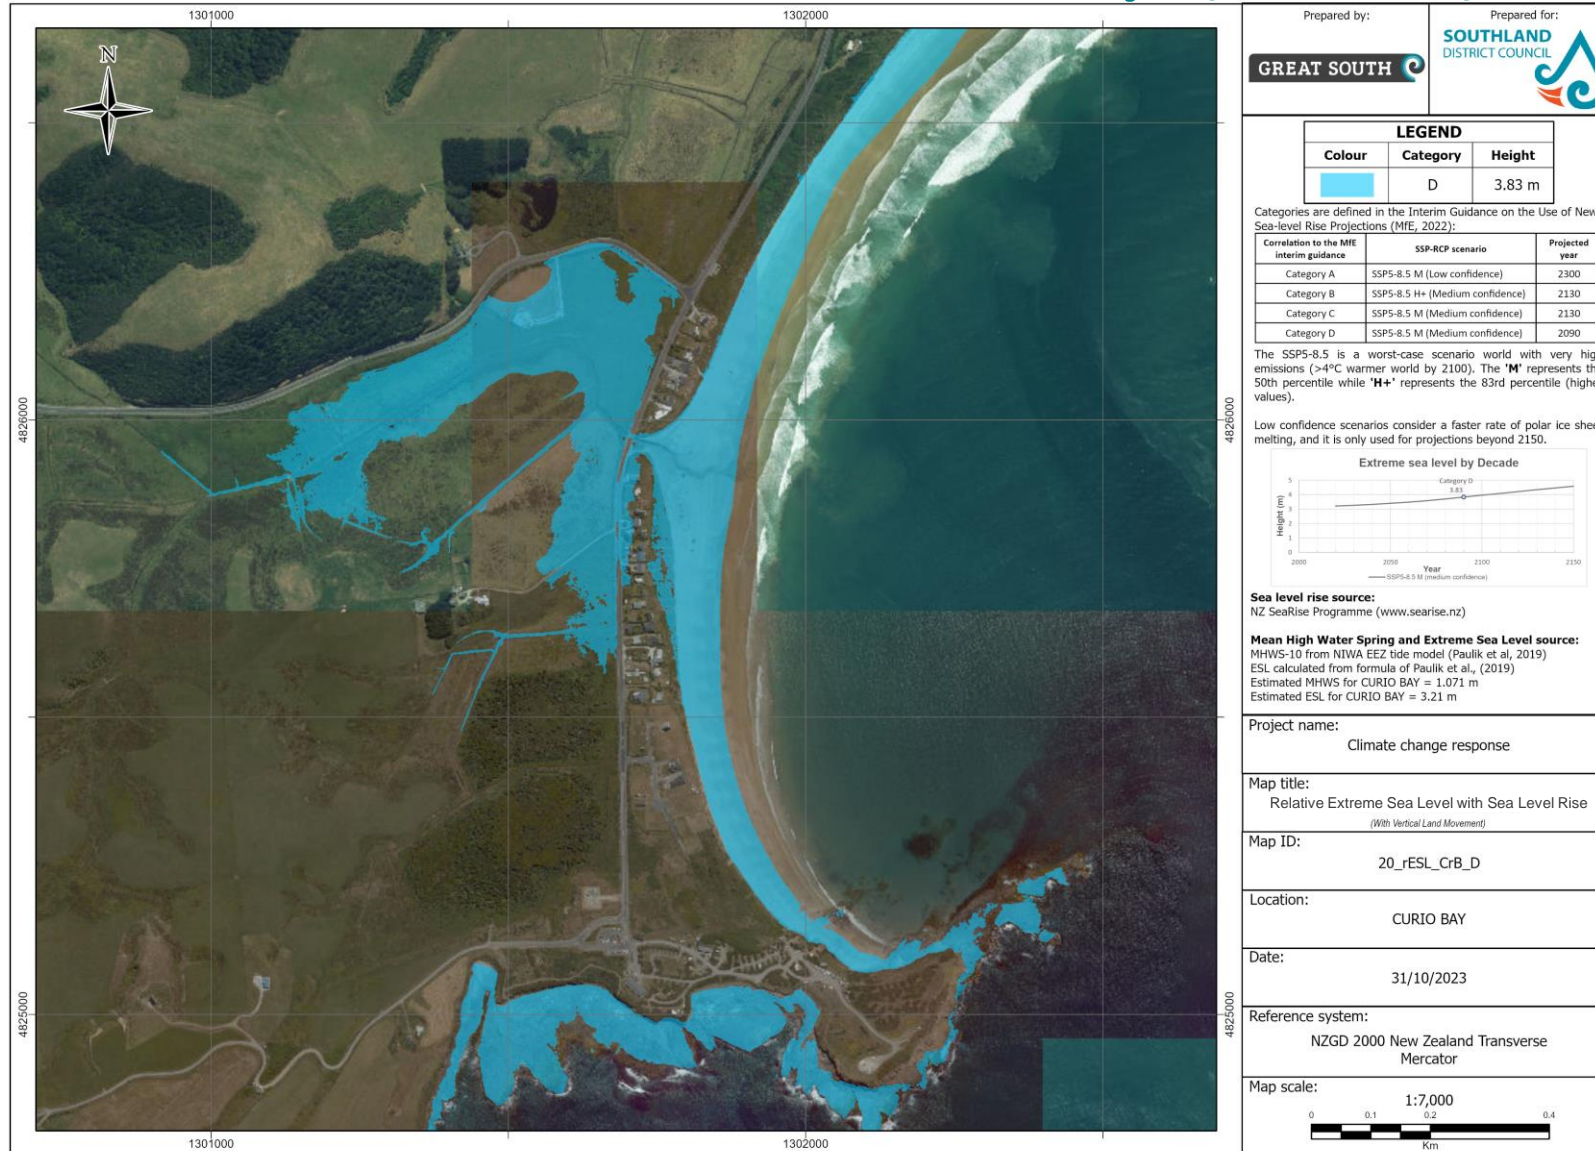 1301000
1302000
N
4826000
4826000
4825000
4825000
1301000
1302000
Prepared by:
GREAT SOUTH
Prepared for:
SOUTHLAND
DISTRICT COUNCIL
LEGEND
Colour Category Height
D 3.83 m
Categories are defined in the Interim Guidance on the Use of New
Sea-level Rise Projections (MfE, 2022):
Correlation to the MfE interim guidance SSP-RCP scenario Projected year
Category A SSP5-8.5 M (Low confidence) 2300
Category B SSP5-8.5 H+ (Medium confidence) 2130
Category C SSP5-8.5 M (Medium confidence) 2130
Category D SSP5-8.5 M (Medium confidence) 2090
The SSP5-8.5 is a worst-case scenario world with very hig
emissions (>4°C warmer world by 2100). The 'M' represents th
50th percentile while 'H+' represents the 83rd percentile (highe
values).
Low confidence scenarios consider a faster rate of polar ice shee
melting, and it is only used for projections beyond 2150.
Extreme sea level by Decade
Category D
3.83
Height (m)
5
4
3
2
1
0
2000 2050 2100 2150
Year
SSP5-8.5 M (medium confidence)
Sea level rise source:
NZ SeaRise Programme (www.searise.nz)
Mean High Water Spring and Extreme Sea Level source:
MHWS-10 from NIWA EEZ tide model (Paulik et al, 2019)
ESL calculated from formula of Paulik et al., (2019)
Estimated MHWS for CURIO BAY = 1.071 m
Estimated ESL for CURIO BAY = 3.21 m
Project name:
Climate change response
Map title:
Relative Extreme Sea Level with Sea Level Rise
(With Vertical Land Movement)
Map ID:
20_rESL_CrB_D
Location:
CURIO BAY
Date:
31/10/2023
Reference system:
NZGD 2000 New Zealand Transverse
Mercator
Map scale:
1:7,000
0 0.1 0.2 0.4
Km